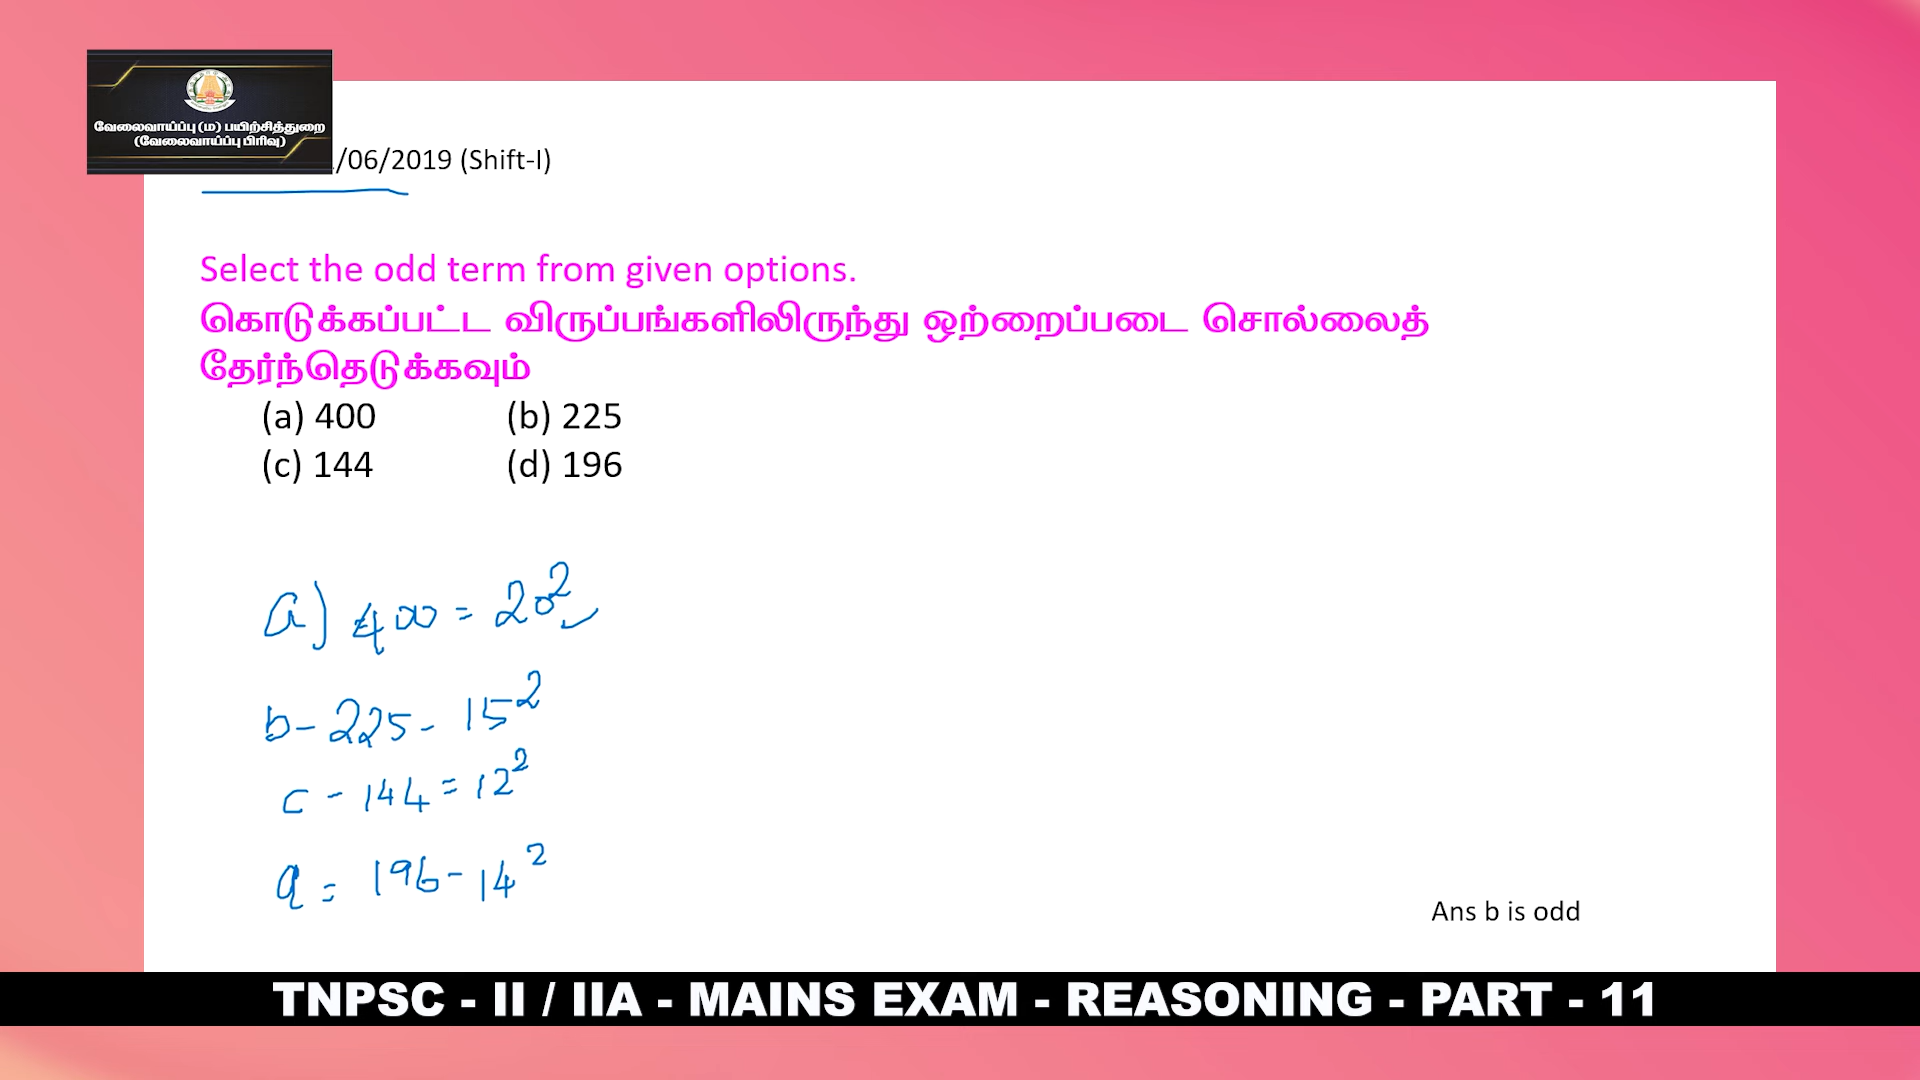 வேலைவாய்ப்பு (ம) பயிற்சித்துறை
(வேலைவாய்ப்பு பிரிவு)
/06/2019 (Shift-I)
Select the odd term from given options.
கொடுக்கப்பட்ட விருப்பங்களிலிருந்து ஒற்றைப்படை சொல்லைத்
தேர்ந்தெடுக்கவும்
(a) 400 (b) 225
(c) 144 (d) 196
a) 400 = 20²
b - 225 - 15²
c - 144 = 12²
196 - 14²
Ans b is odd
TNPSC - II / IIA - MAINS EXAM - REASONING - PART - 11